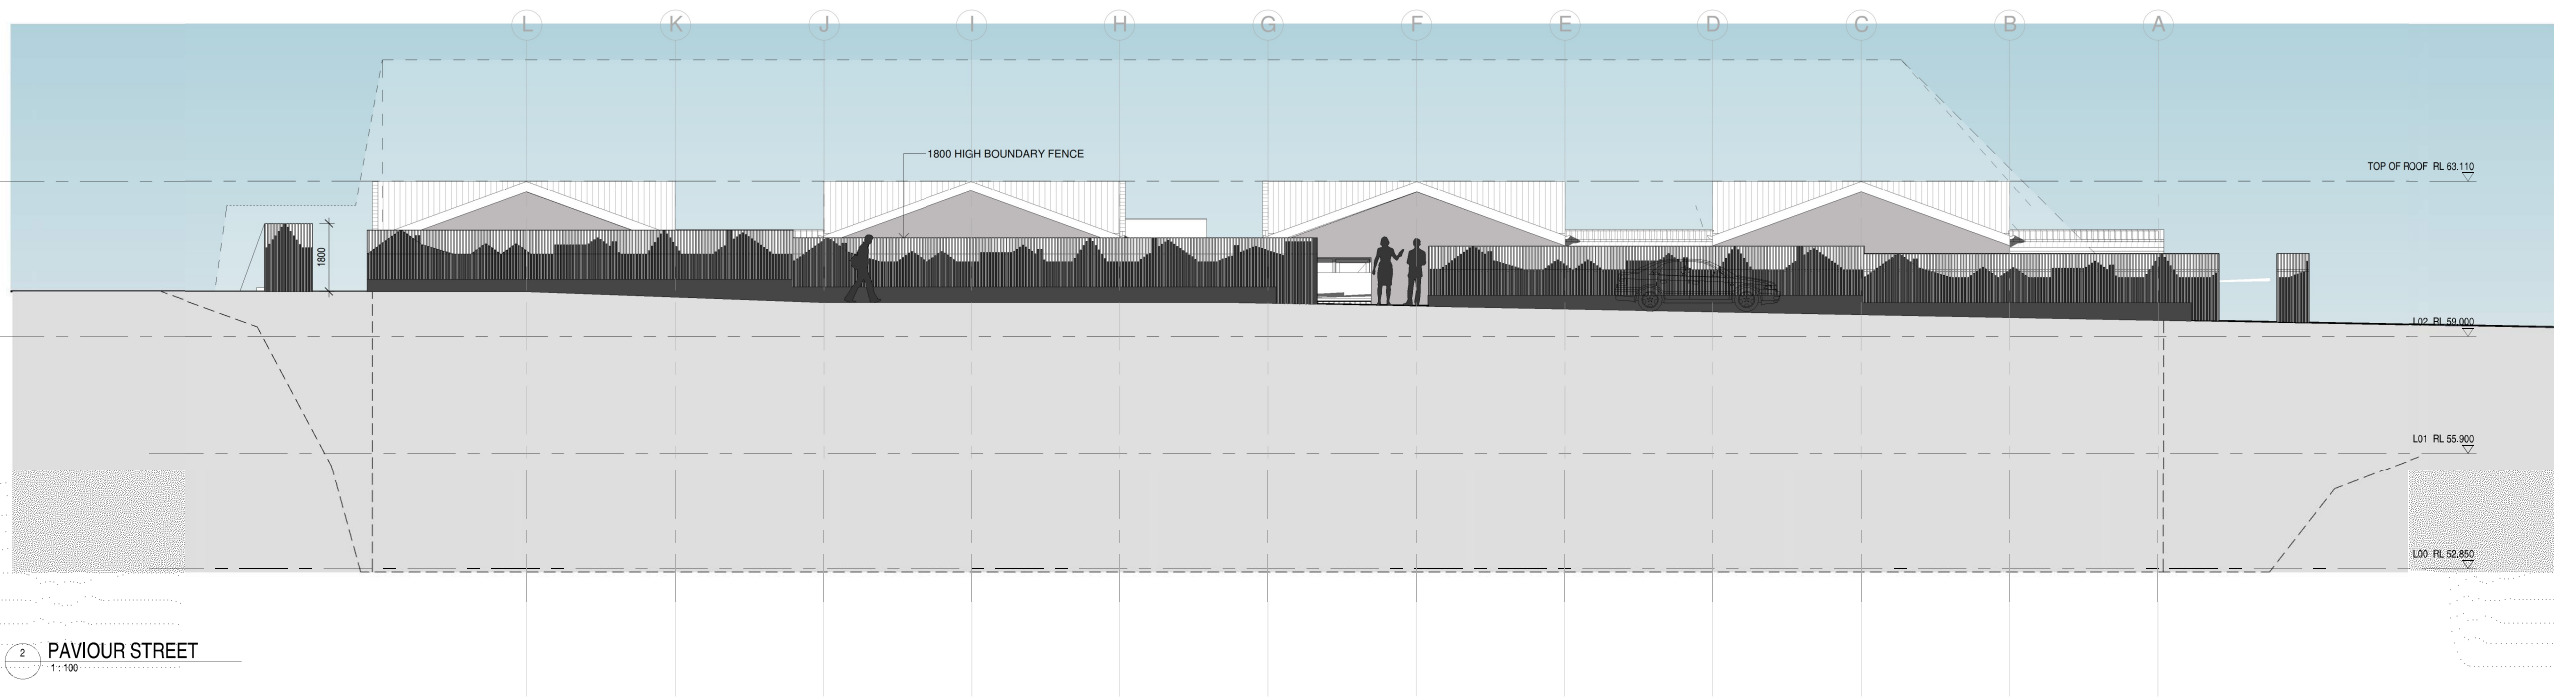 L K J I H G F E D C B A
1800 HIGH BOUNDARY FENCE
TOP OF ROOF RL 63.110
1800
L02 RL 59.000
L01 RL 55.900
L00 RL 52.850
2 PAVIOUR STREET
1 : 100